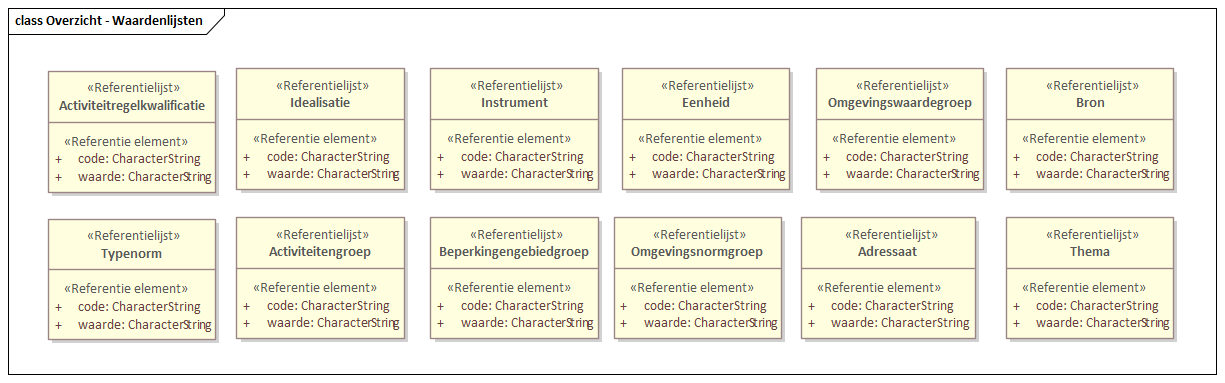 class Overzicht - Waardenlijsten
«Referentielijst»
Activiteitregelkwalificatie
«Referentie element»
+ code: CharacterString
+ waarde: CharacterString
«Referentielijst»
Idealisatie
«Referentie element»
+ code: CharacterString
+ waarde: CharacterString
«Referentielijst»
Instrument
«Referentie element»
+ code: CharacterString
+ waarde: CharacterString
«Referentielijst»
Eenheid
«Referentie element»
+ code: CharacterString
+ waarde: CharacterString
«Referentielijst»
Omgevingswaardegroep
«Referentie element»
+ code: CharacterString
+ waarde: CharacterString
«Referentielijst»
Bron
«Referentie element»
+ code: CharacterString
+ waarde: CharacterString
«Referentielijst»
Typenorm
«Referentie element»
+ code: CharacterString
+ waarde: CharacterString
«Referentielijst»
Activiteitengroep
«Referentie element»
+ code: CharacterString
+ waarde: CharacterString
«Referentielijst»
Beperkingengebiedgroep
«Referentie element»
+ code: CharacterString
+ waarde: CharacterString
«Referentielijst»
Omgevingsnormgroep
«Referentie element»
+ code: CharacterString
+ waarde: CharacterString
«Referentielijst»
Adressaat
«Referentie element»
+ code: CharacterString
+ waarde: CharacterString
«Referentielijst»
Thema
«Referentie element»
+ code: CharacterString
+ waarde: CharacterString